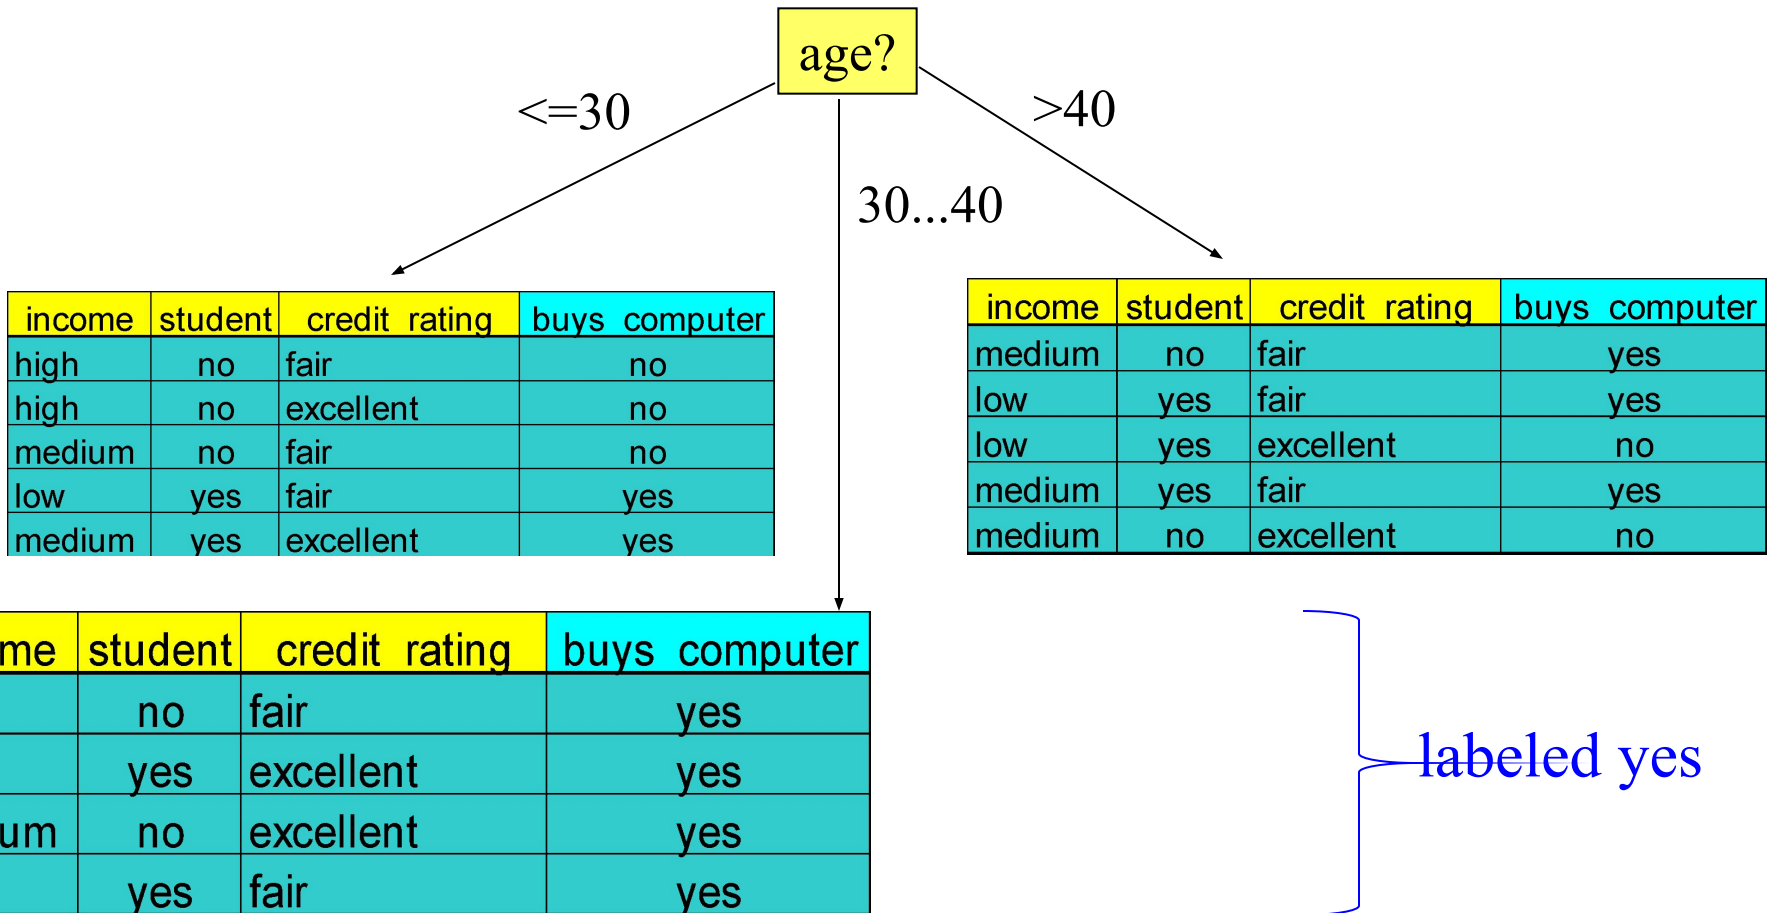 age?
<=30
>40
30...40
income student credit rating buys computer
high no fair no
high no excellent no
medium no fair no
low yes fair yes
medium yes excellent yes
income student credit rating buys computer
medium no fair yes
low yes fair yes
low yes excellent no
medium yes fair yes
medium no excellent no
me student credit rating buys computer
no fair yes
yes excellent yes
um no excellent yes
yes fair yes
labeled yes